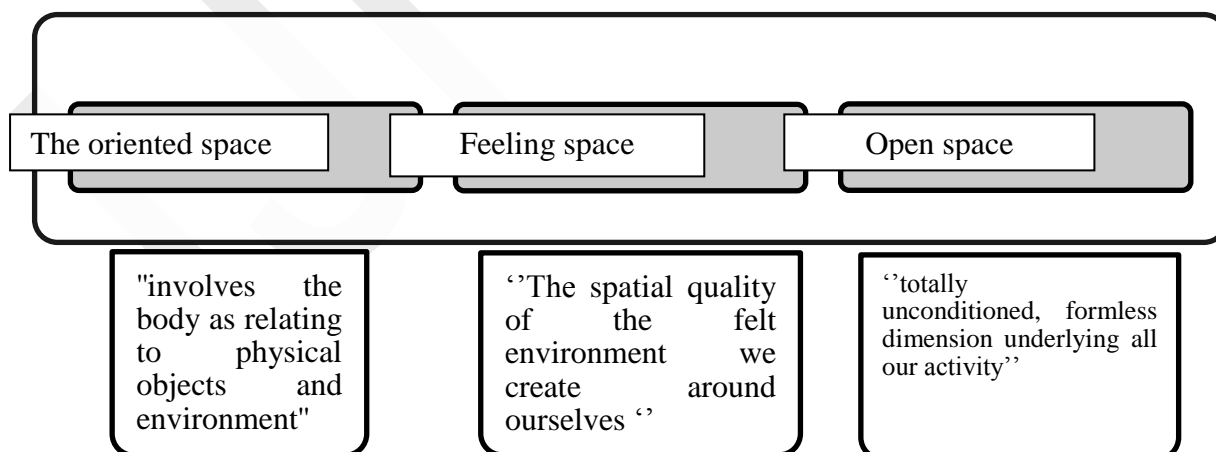 The oriented space
Feeling space
Open space
"involves the
body as relating
to physical
objects and
environment"
‘’The spatial quality
of the felt
environment we
create around
ourselves ‘’
‘’totally
unconditioned, formless
dimension underlying all
our activity’’